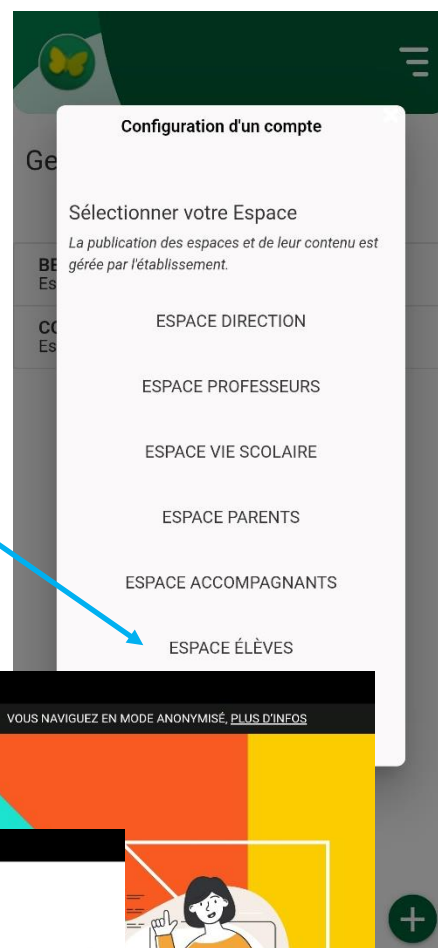 Configuration d'un compte
Ge
Sélectionner votre Espace
La publication des espaces et de leur contenu est
gérée par l'établissement.
BE
Es
CO
Es
ESPACE DIRECTION
ESPACE PROFESSEURS
ESPACE VIE SCOLAIRE
ESPACE PARENTS
ESPACE ACCOMPAGNANTS
ESPACE ÉLÈVES
VOUS NAVIGUEZ EN MODE ANONYMISÉ, PLUS D'INFOS